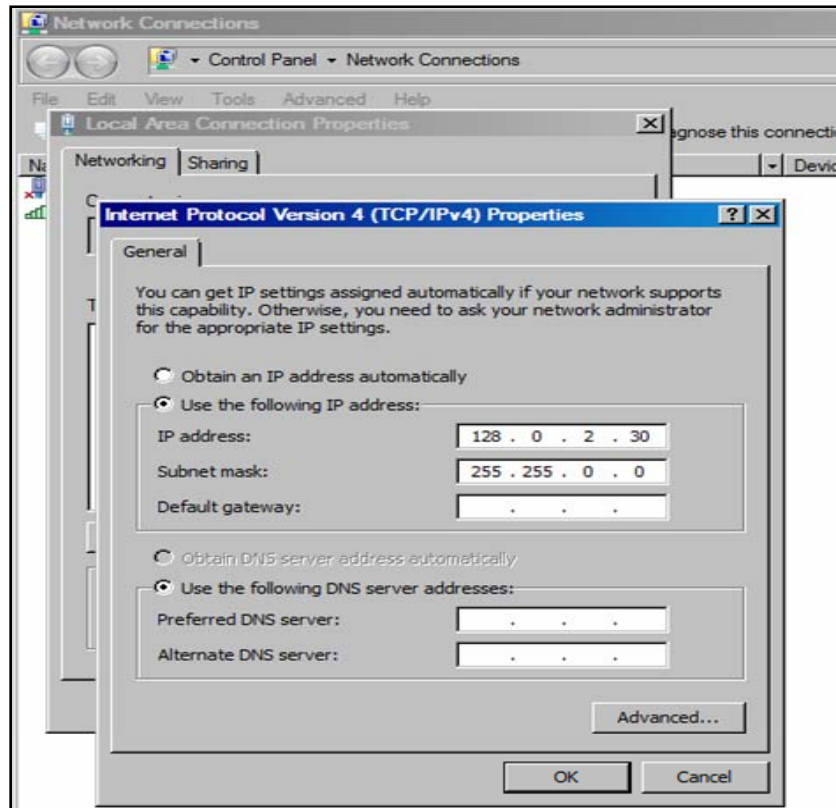 Network Connections
Control Panel Network Connections
File Edit View Tools Advanced Help
Local Area Connection Properties
agnose this connecti
Networking Sharing
Na
Devic
Internet Protocol Version 4 (TCP/IPv4) Properties
General
You can get IP settings assigned automatically if your network supports
this capability. Otherwise, you need to ask your network administrator
for the appropriate IP settings.
Obtain an IP address automatically
Use the following IP address:
IP address: 128 . 0 . 2 . 30
Subnet mask: 255 . 255 . 0 . 0
Default gateway: . . .
Obtain DNS server address automatically
Use the following DNS server addresses:
Preferred DNS server: . . .
Alternate DNS server: . . .
Advanced...
OK Cancel